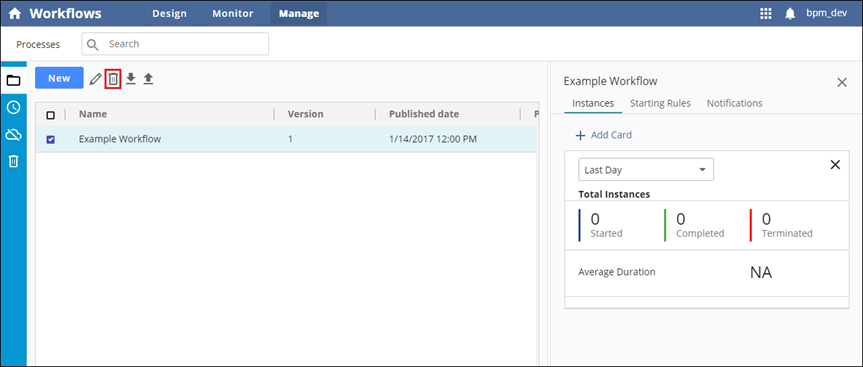 Workflows Design Monitor Manage bpm_dev
Processes Search
New
Name Version Published date P
Example Workflow 1 1/14/2017 12:00 PM
Example Workflow
Instances Starting Rules Notifications
Add Card
Last Day
Total Instances
0 0 0
Started Completed Terminated
Average Duration NA